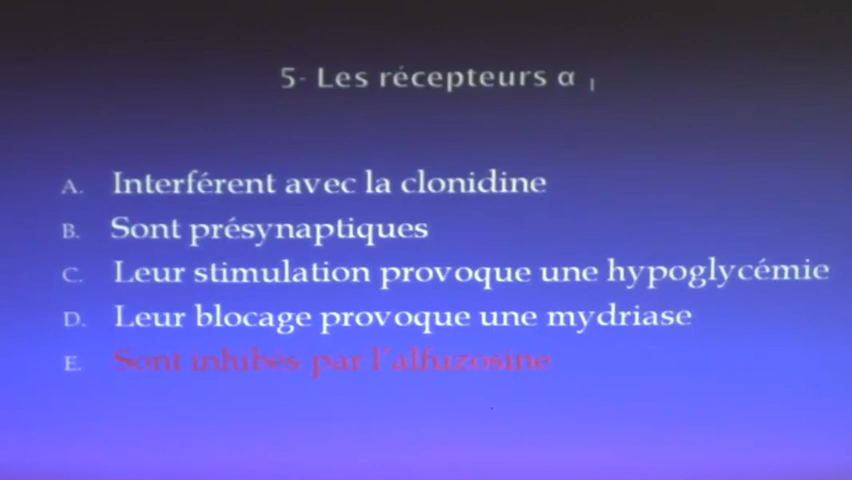 5- Les récepteurs α 1
A. Interférent avec la clonidine
B. Sont présynaptiques
C. Leur stimulation provoque une hypoglycémie
D. Leur blocage provoque une mydriase
E. Sont inhibés par l'alfuzosine